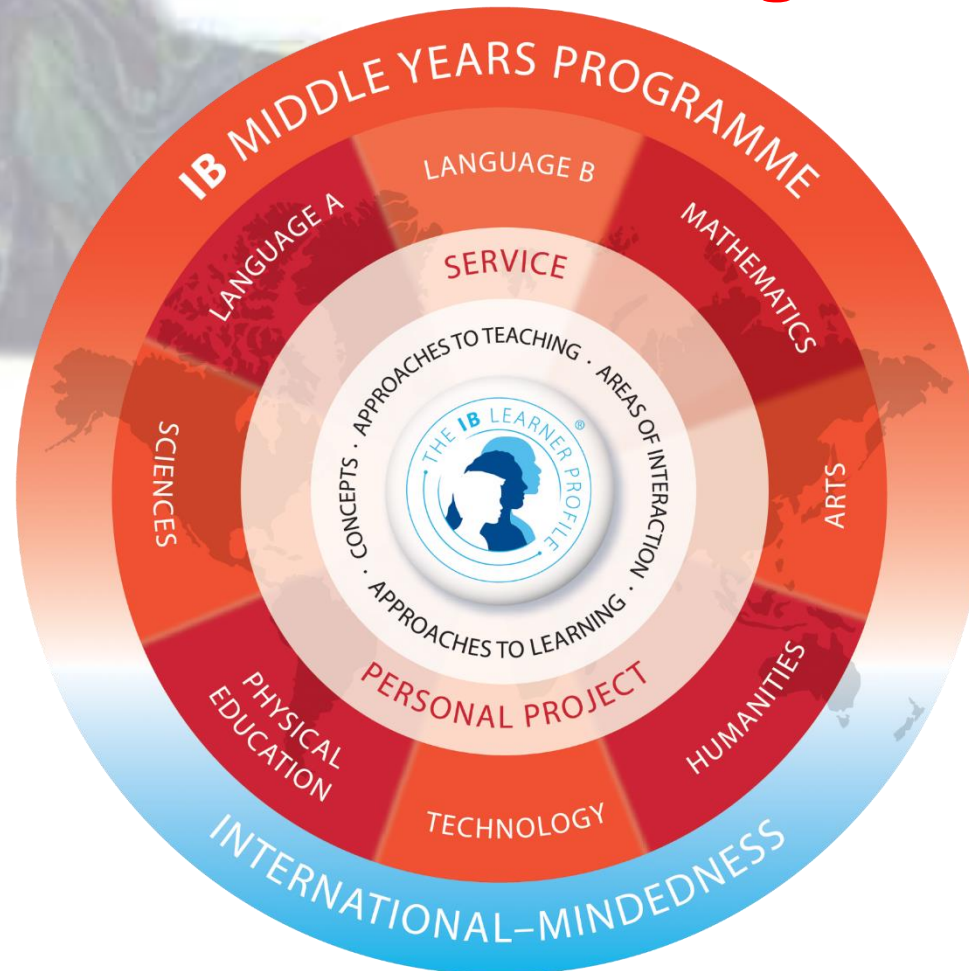 IB MIDDLE YEARS PROGRAMME
LANGUAGE B
LANGUAGE A
MATHEMATICS
SCIENCES
ARTS
PHYSICAL
EDUCATION
HUMANITIES
TECHNOLOGY
INTERNATIONAL–MINDEDNESS
SERVICE
PERSONAL PROJECT
APPROACHES TO TEACHING · AREAS OF INTERACTION · APPROACHES TO LEARNING · CONCEPTS ·
THE IB LEARNER PROFILE ®